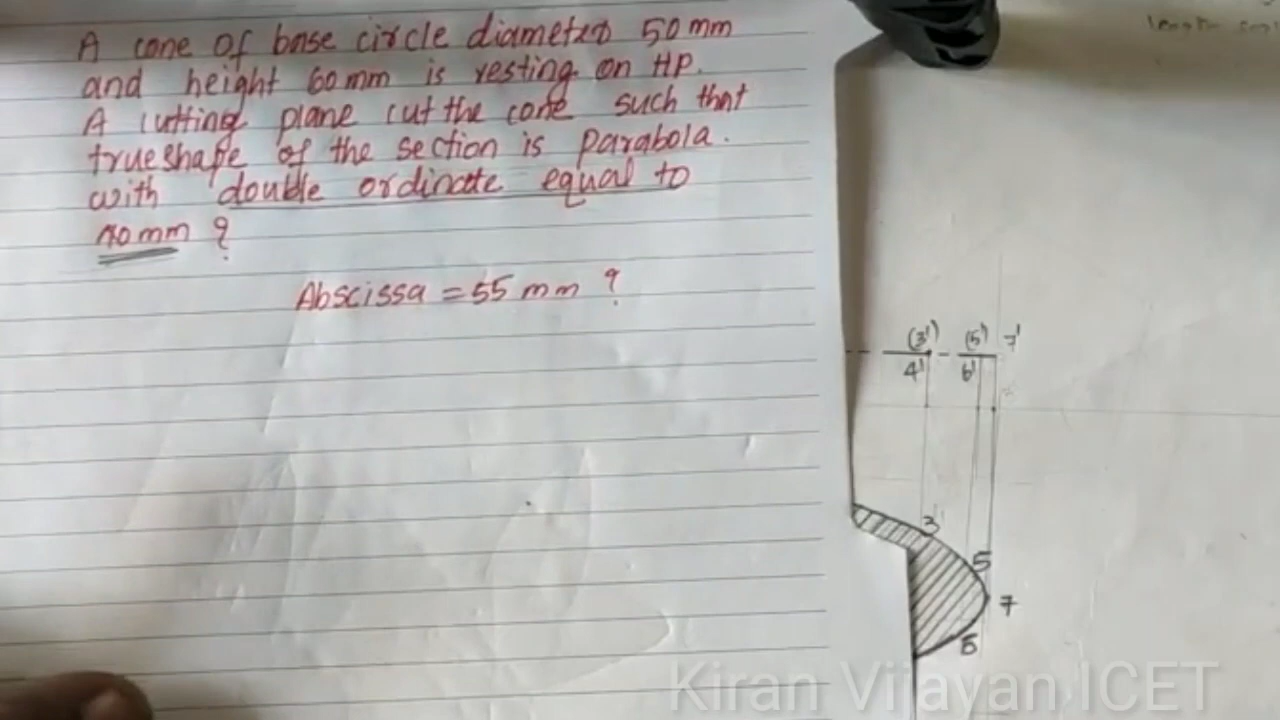 A cone of base circle diameter 50 mm
and height 60mm is resting on HP.
A cutting plane cut the cone such that
true shape of the section is parabola.
with double ordinate equal to
40mm ?
Abscissa = 55 mm ?
(3') (5') 7'
4' 6'
3'
5
7
6
Kiran Vijayan ICET